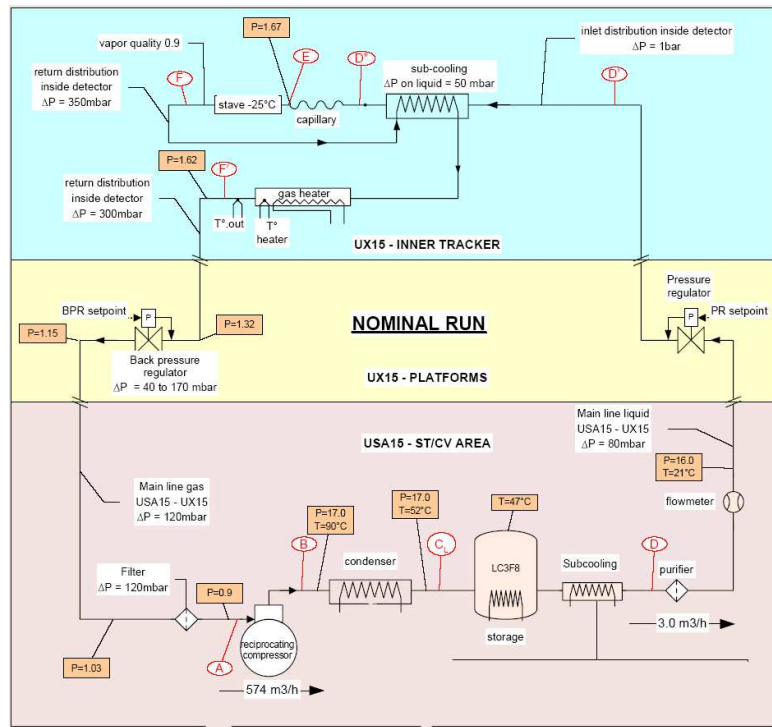 P=1.67
vapor quality 0.9
F
E
D"
sub-cooling
ΔP on liquid = 50 mbar
inlet distribution inside detector
ΔP = 1bar
D'
return distribution
inside detector
ΔP = 350mbar
stave -25°C
capillary
P=1.62
F'
return distribution
inside detector
ΔP = 300mbar
gas heater
T°.out
T°
heater
UX15 - INNER TRACKER
BPR setpoint
P
P=1.15
P=1.32
Back pressure
regulator
ΔP = 40 to 170 mbar
NOMINAL RUN
Pressure
regulator
P
PR setpoint
UX15 - PLATFORMS
USA15 - ST/CV AREA
Main line liquid
USA15 - UX15
ΔP = 80mbar
P=16.0
T=21°C
flowmeter
Main line gas
USA15 - UX15
ΔP = 120mbar
P=17.0
T=90°C
P=17.0
T=52°C
T=47°C
B
condenser
CL
LC3F8
storage
Subcooling
D
purifier
3.0 m3/h
Filter
ΔP = 120mbar
P=0.9
P=1.03
A
reciprocating
compressor
574 m3/h